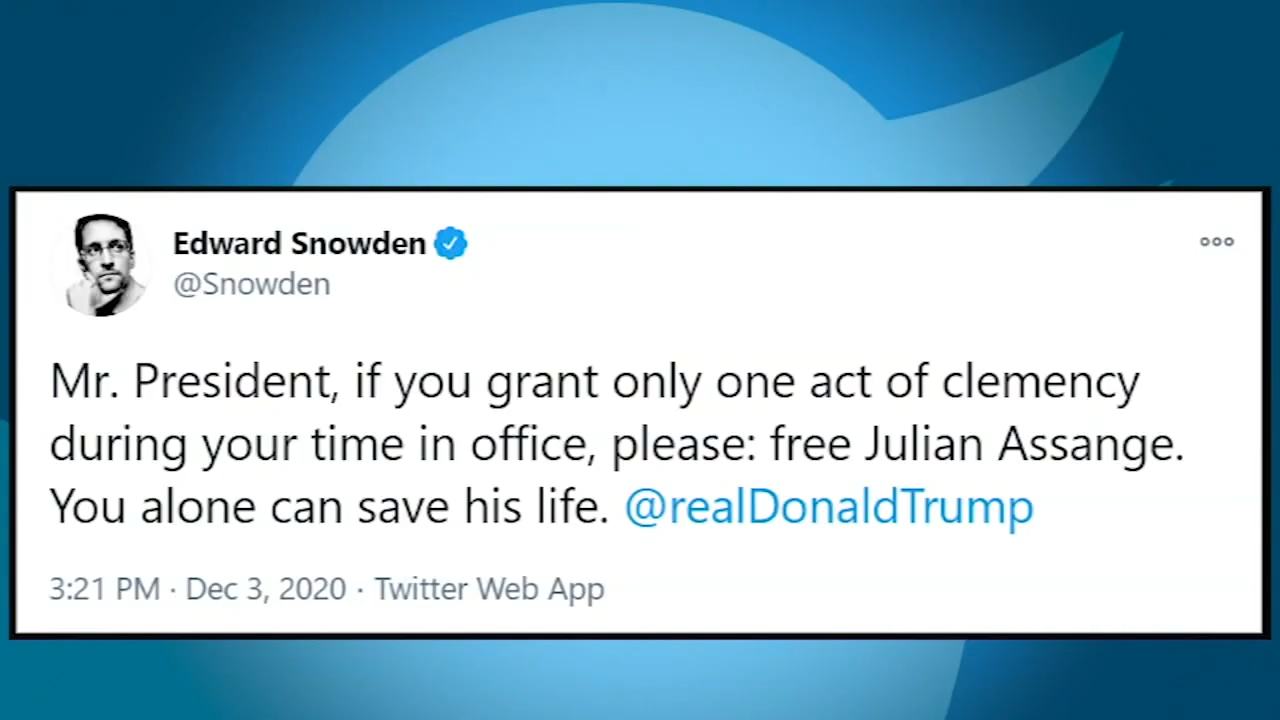 Edward Snowden
@Snowden
Mr. President, if you grant only one act of clemency
during your time in office, please: free Julian Assange.
You alone can save his life. @realDonaldTrump
3:21 PM · Dec 3, 2020 · Twitter Web App